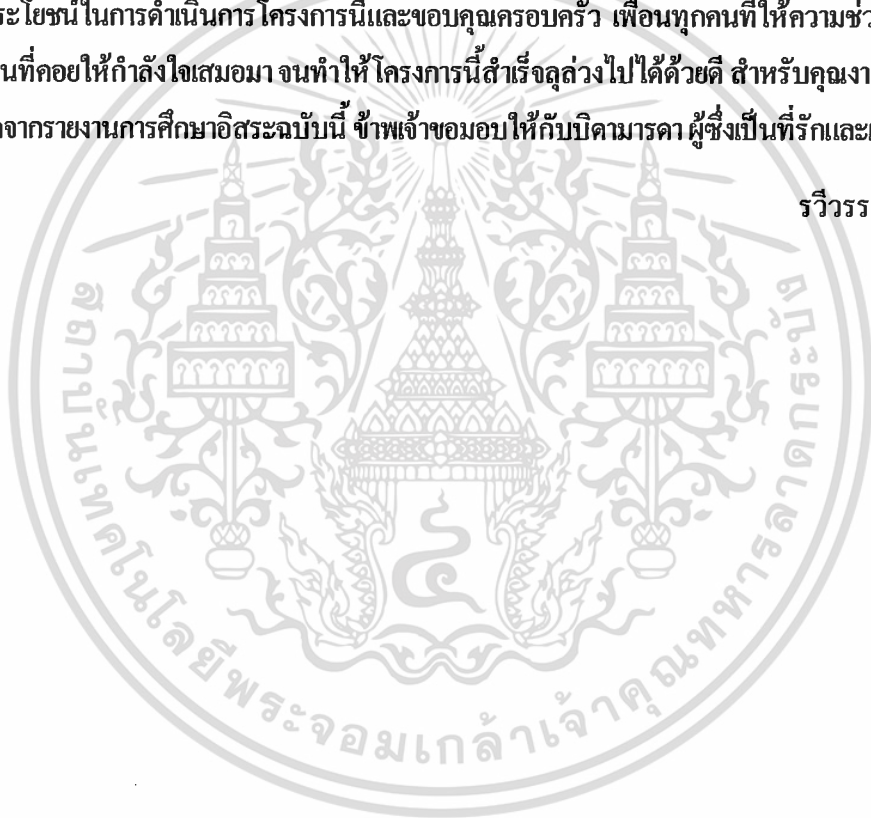 ระโยชน์ในการดำเนินการโครงการนี้และขอบคุณครอบครัว เพื่อนทุกคนที่ให้ความช่ว
นที่คอยให้กำลังใจเสมอมา จนทำให้โครงการนี้สำเร็จลุล่วงไปได้ด้วยดี สำหรับคุณงา
จากรายงานการศึกษาอิสระฉบับนี้ ข้าพเจ้าขอมอบให้กับบิดามารดา ผู้ซึ่งเป็นที่รักและ
รวีวรร
สถาบันเทคโนโลยีพระจอมเกล้าเจ้าคุณทหารลาดกระบัง
๔